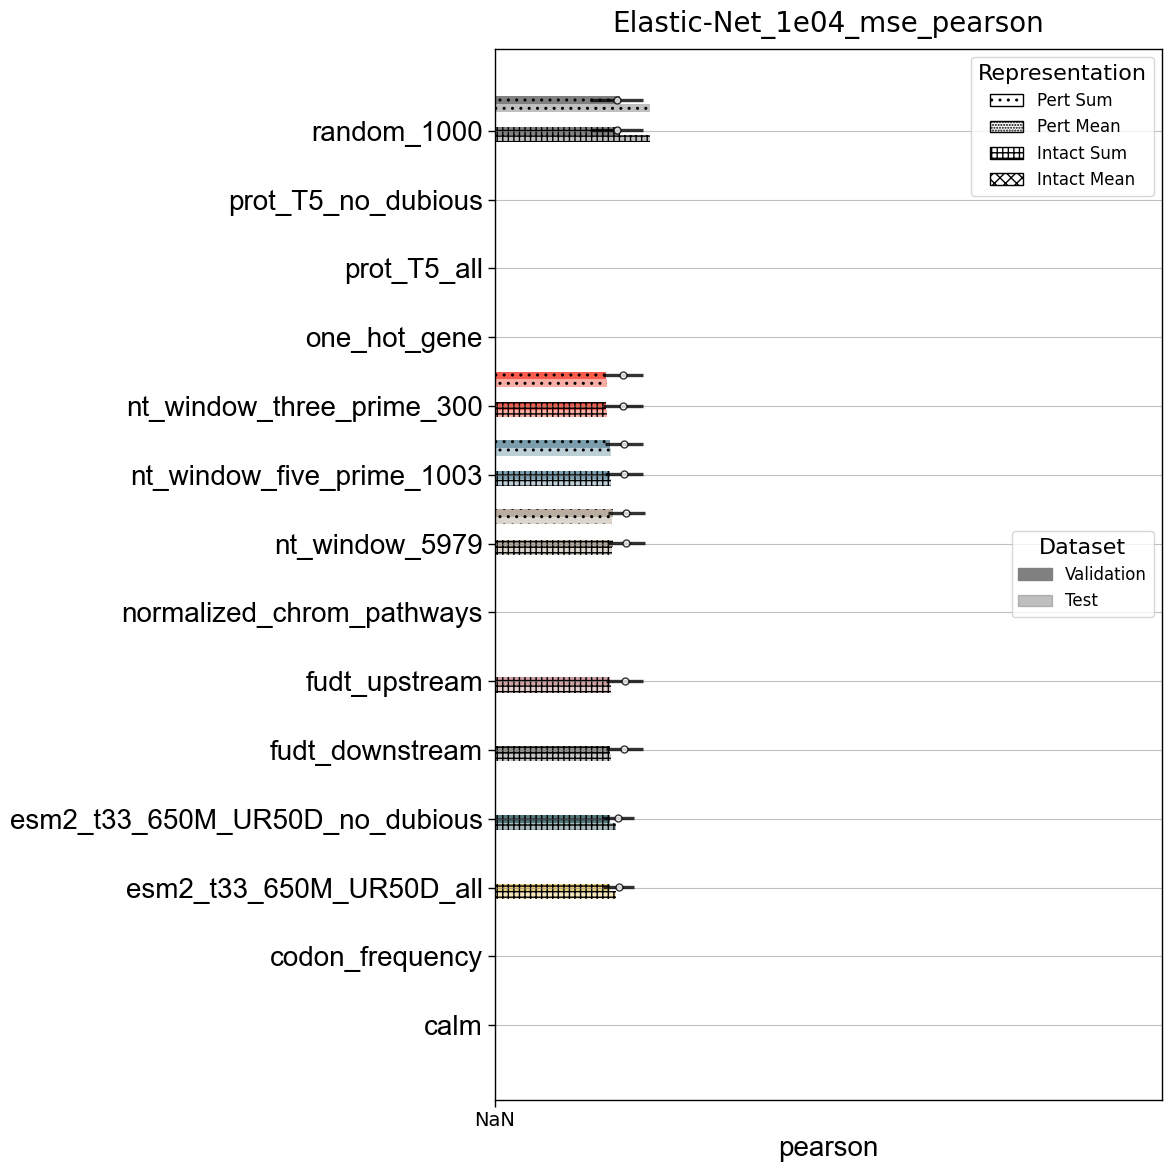 Elastic-Net_1e04_mse_pearson
Representation
Pert Sum
Pert Mean
Intact Sum
Intact Mean
random_1000
prot_T5_no_dubious
prot_T5_all
one_hot_gene
nt_window_three_prime_300
nt_window_five_prime_1003
nt_window_5979
Dataset
Validation
Test
normalized_chrom_pathways
fudt_upstream
fudt_downstream
esm2_t33_650M_UR50D_no_dubious
esm2_t33_650M_UR50D_all
codon_frequency
calm
NaN
pearson